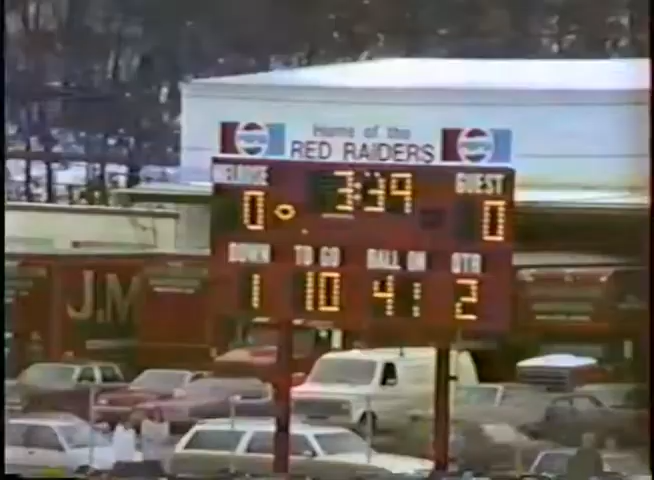 Home of the
RED RAIDERS
MELROSE 3:39 GUEST
0 0
DOWN TO GO BALL ON QTR
1 10 41 2
J.M